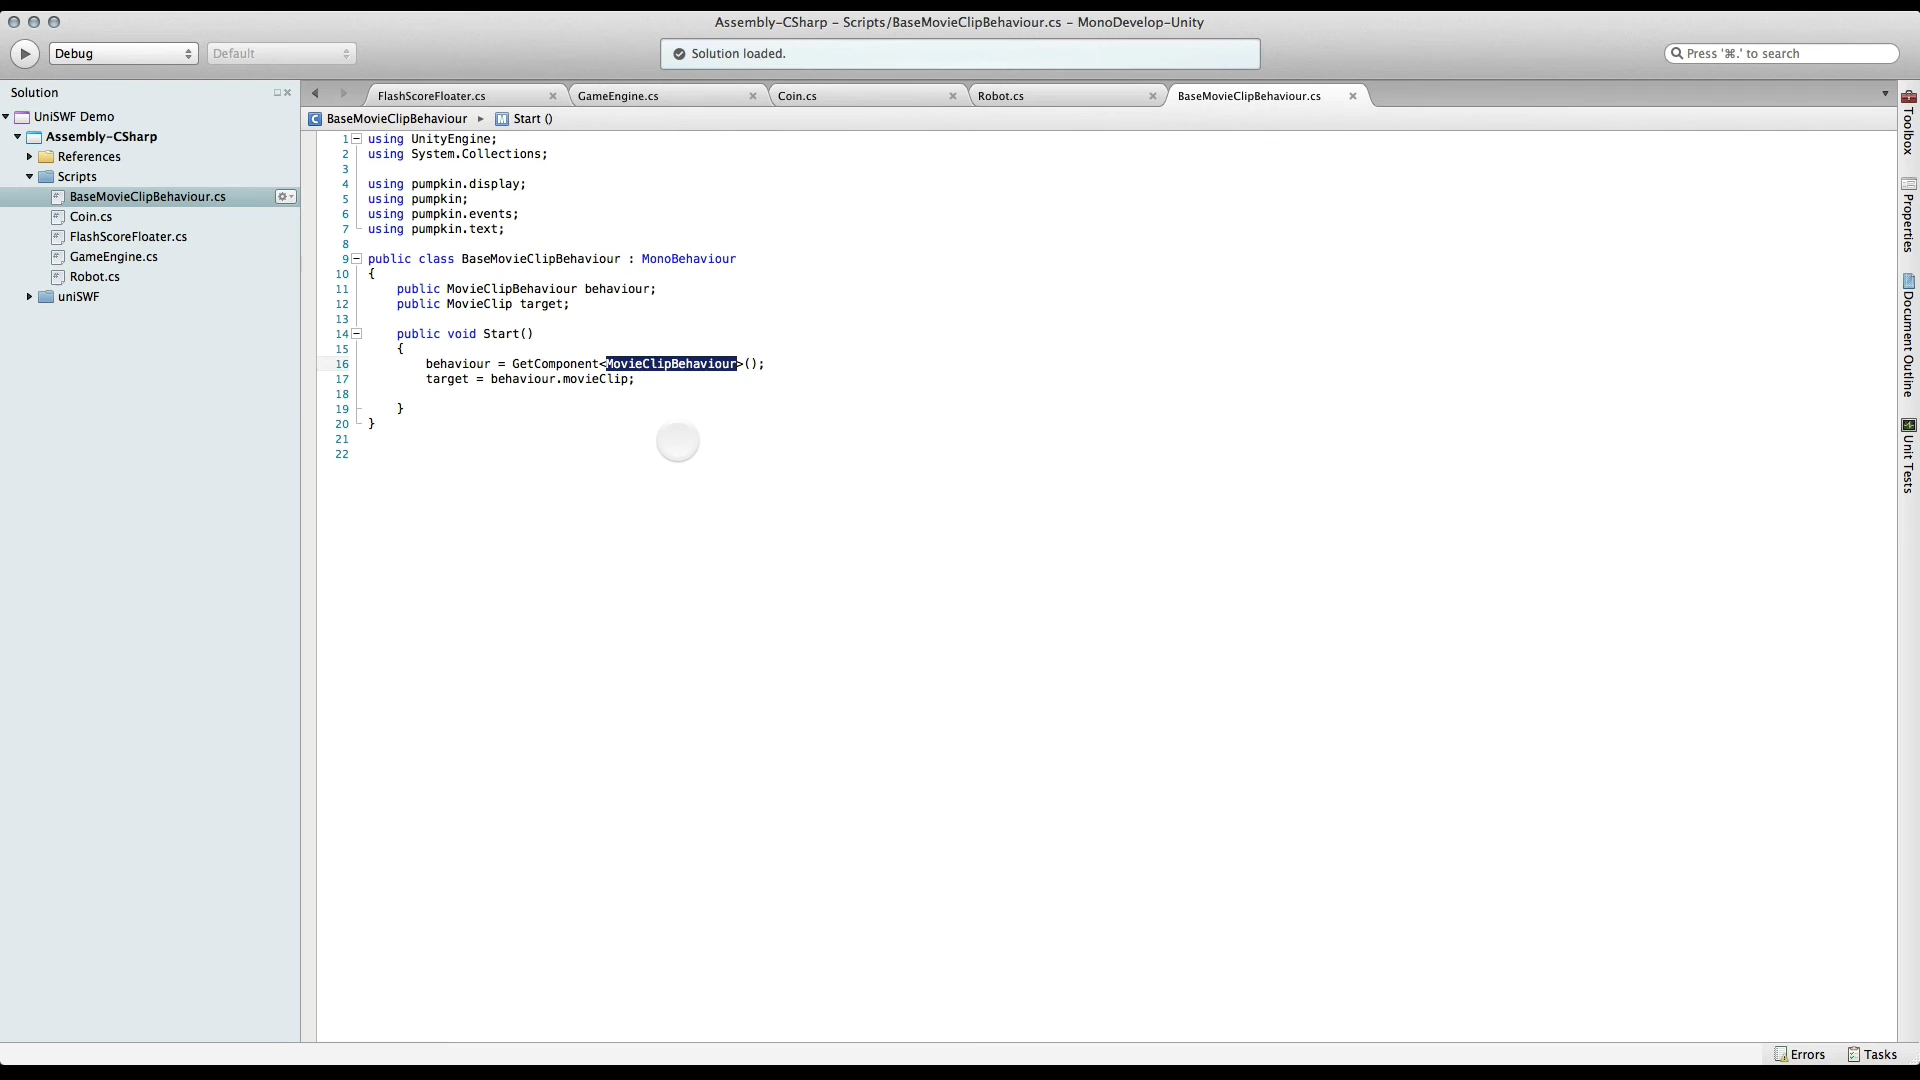 Assembly-CSharp – Scripts/BaseMovieClipBehaviour.cs – MonoDevelop-Unity
Debug
Default
Solution loaded.
Press '⌘.' to search
Solution
FlashScoreFloater.cs
GameEngine.cs
Coin.cs
Robot.cs
BaseMovieClipBehaviour.cs
BaseMovieClipBehaviour ▸ M Start ()
UniSWF Demo
Assembly-CSharp
References
Scripts
BaseMovieClipBehaviour.cs
Coin.cs
FlashScoreFloater.cs
GameEngine.cs
Robot.cs
uniSWF
1 using UnityEngine;
2 using System.Collections;
3
4 using pumpkin.display;
5 using pumpkin;
6 using pumpkin.events;
7 using pumpkin.text;
8
9 public class BaseMovieClipBehaviour : MonoBehaviour
10 {
11 public MovieClipBehaviour behaviour;
12 public MovieClip target;
13
14 public void Start()
15 {
16 behaviour = GetComponent<MovieClipBehaviour>();
17 target = behaviour.movieClip;
18
19 }
20 }
21
22
Toolbox
Properties
Document Outline
Unit Tests
Errors
Tasks